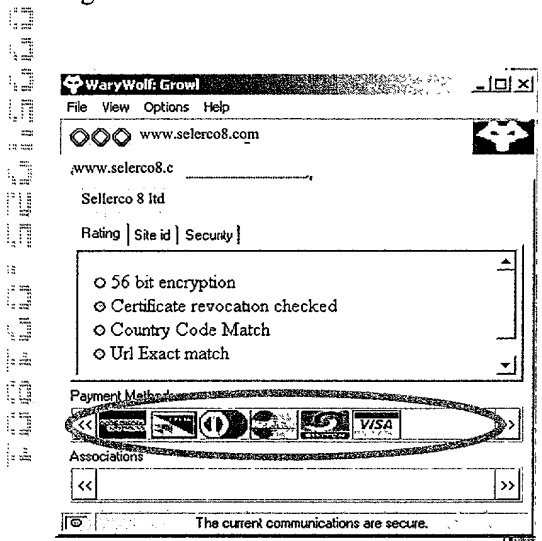 WaryWolf: Growl
File View Options Help
www.selerco8.com
www.selerco8.c
Sellerco 8 ltd
Rating Site id Security
56 bit encryption
Certificate revocation checked
Country Code Match
Url Exact match
Payment Methods
<< VISA >>
Associations
<< >>
The current communications are secure.